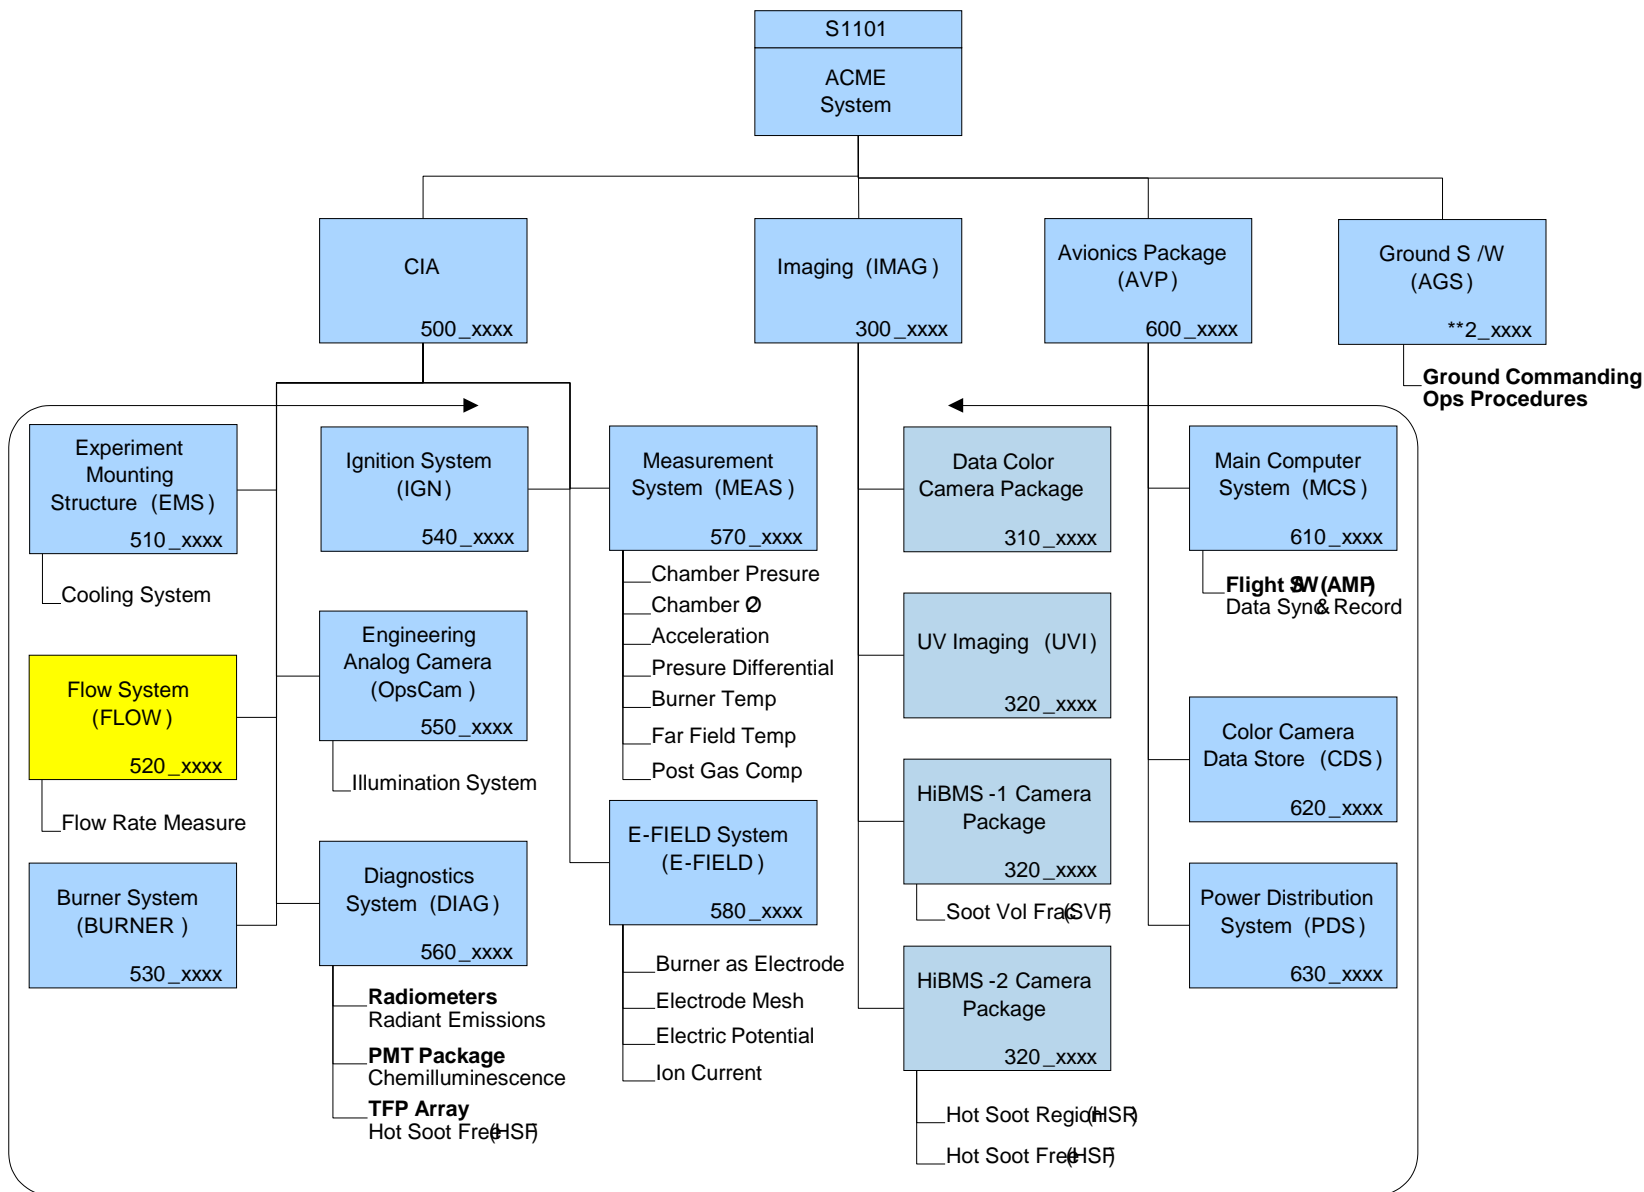 S1101
ACME
System
CIA
500_xxxx
Imaging (IMAG)
300_xxxx
Avionics Package
(AVP)
600_xxxx
Ground S/W
(AGS)
**2_xxxx
Ground Commanding
Ops Procedures
Experiment
Mounting
Structure (EMS)
510_xxxx
Cooling System
Flow System
(FLOW)
520_xxxx
Flow Rate Measure
Burner System
(BURNER)
530_xxxx
Ignition System
(IGN)
540_xxxx
Engineering
Analog Camera
(OpsCam)
550_xxxx
Illumination System
Diagnostics
System (DIAG)
560_xxxx
Radiometers
Radiant Emissions
PMT Package
Chemilluminescence
TFP Array
Hot Soot Free (HSF)
Measurement
System (MEAS)
570_xxxx
Chamber Presure
Chamber O2
Acceleration
Presure Differential
Burner Temp
Far Field Temp
Post Gas Comp.
E-FIELD System
(E-FIELD)
580_xxxx
Burner as Electrode
Electrode Mesh
Electric Potential
Ion Current
Data Color
Camera Package
310_xxxx
UV Imaging (UVI)
320_xxxx
HiBMS-1 Camera
Package
320_xxxx
Soot Vol Frac (SVF)
HiBMS-2 Camera
Package
320_xxxx
Hot Soot Region (HSR)
Hot Soot Free (HSF)
Main Computer
System (MCS)
610_xxxx
Flight S/W (AMP)
Data Sync & Record
Color Camera
Data Store (CDS)
620_xxxx
Power Distribution
System (PDS)
630_xxxx